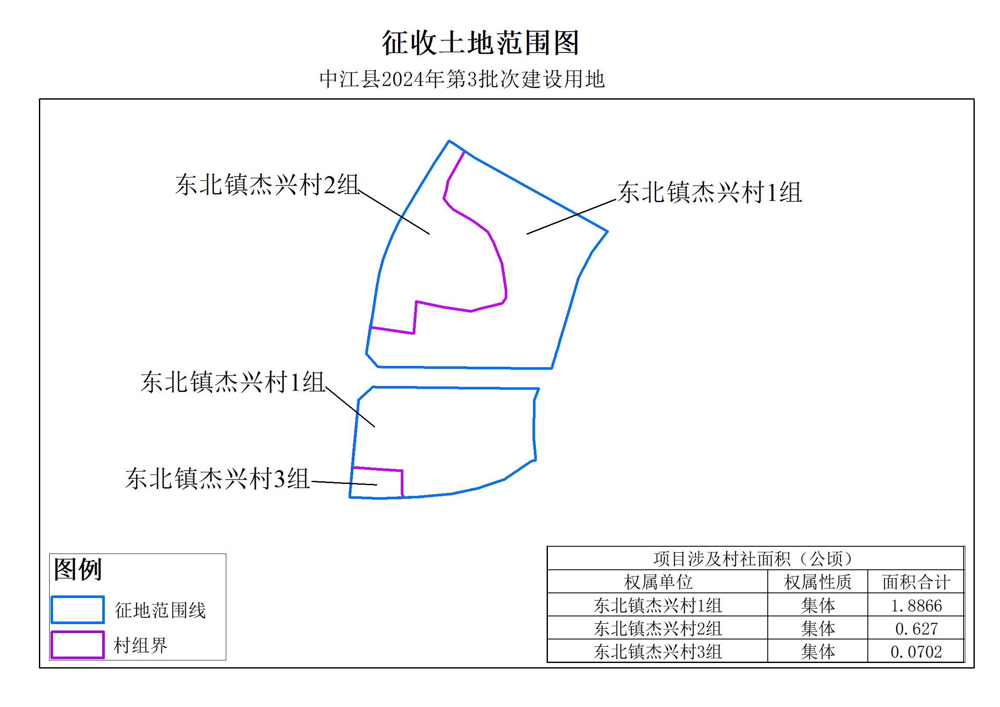 征收土地范围图
中江县2024年第3批次建设用地
东北镇杰兴村2组
东北镇杰兴村1组
东北镇杰兴村1组
东北镇杰兴村3组
图例
征地范围线
村组界
项目涉及村社面积（公顷）
权属单位 权属性质 面积合计
东北镇杰兴村1组 集体 1.8866
东北镇杰兴村2组 集体 0.627
东北镇杰兴村3组 集体 0.0702